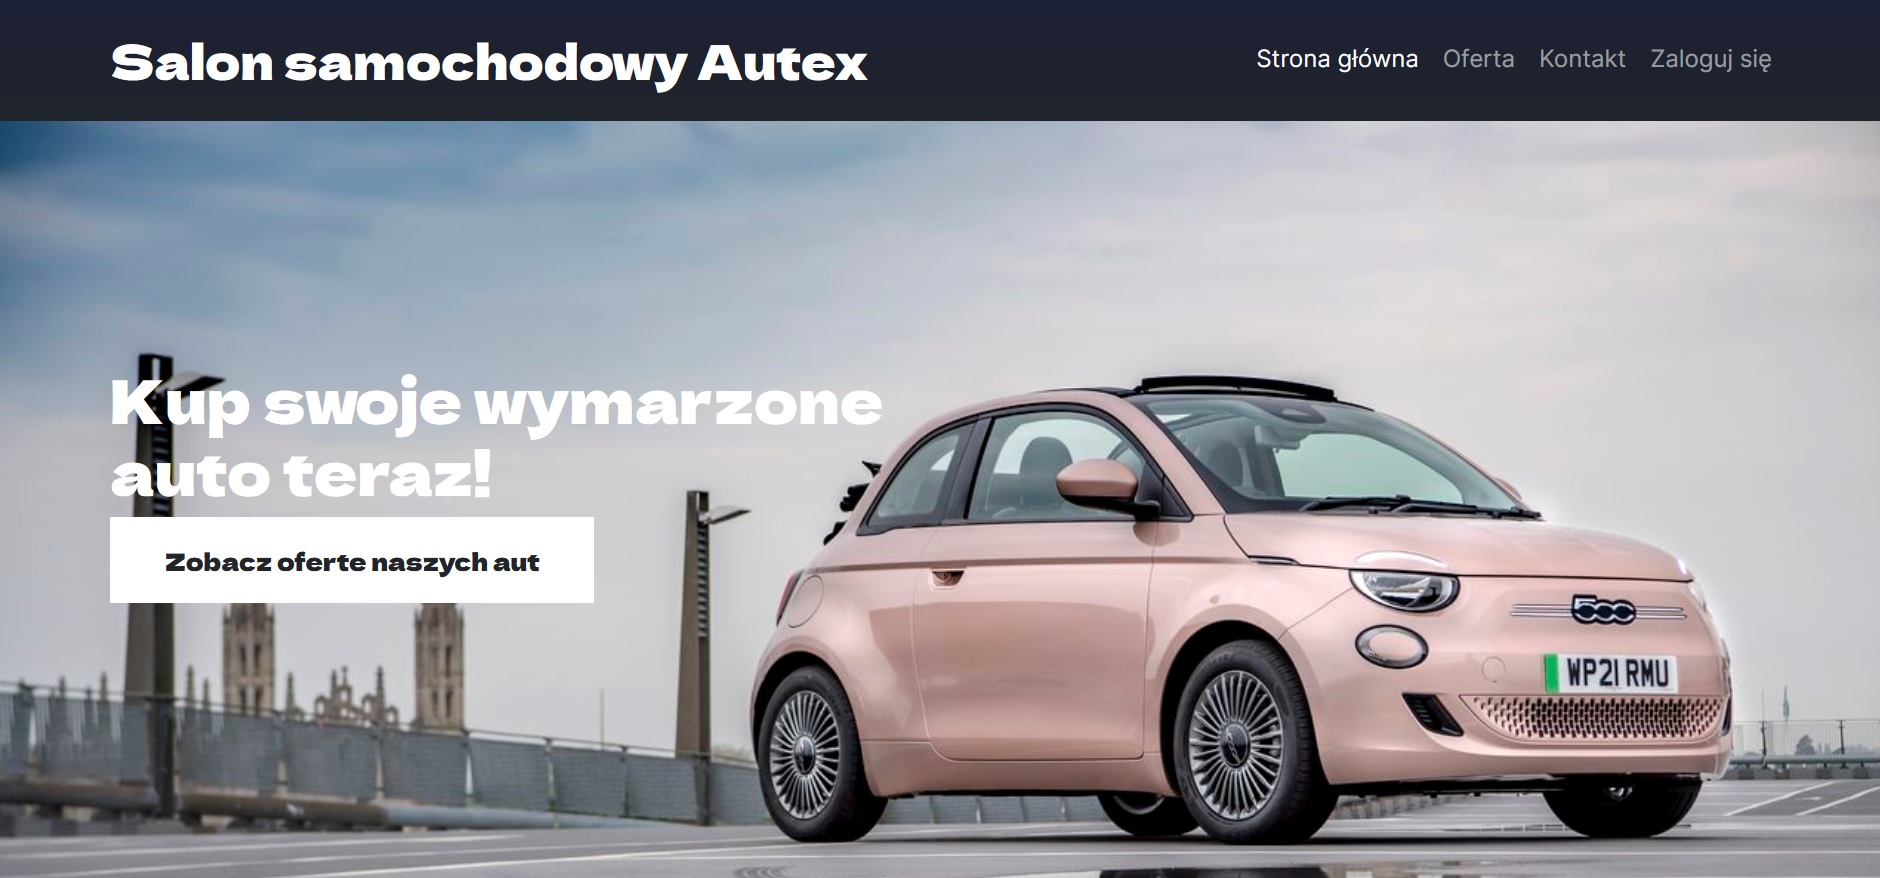 Salon samochodowy Autex
Strona główna Oferta Kontakt Zaloguj się
Kup swoje wymarzone
auto teraz!
Zobacz oferte naszych aut
500
WP21 RMU